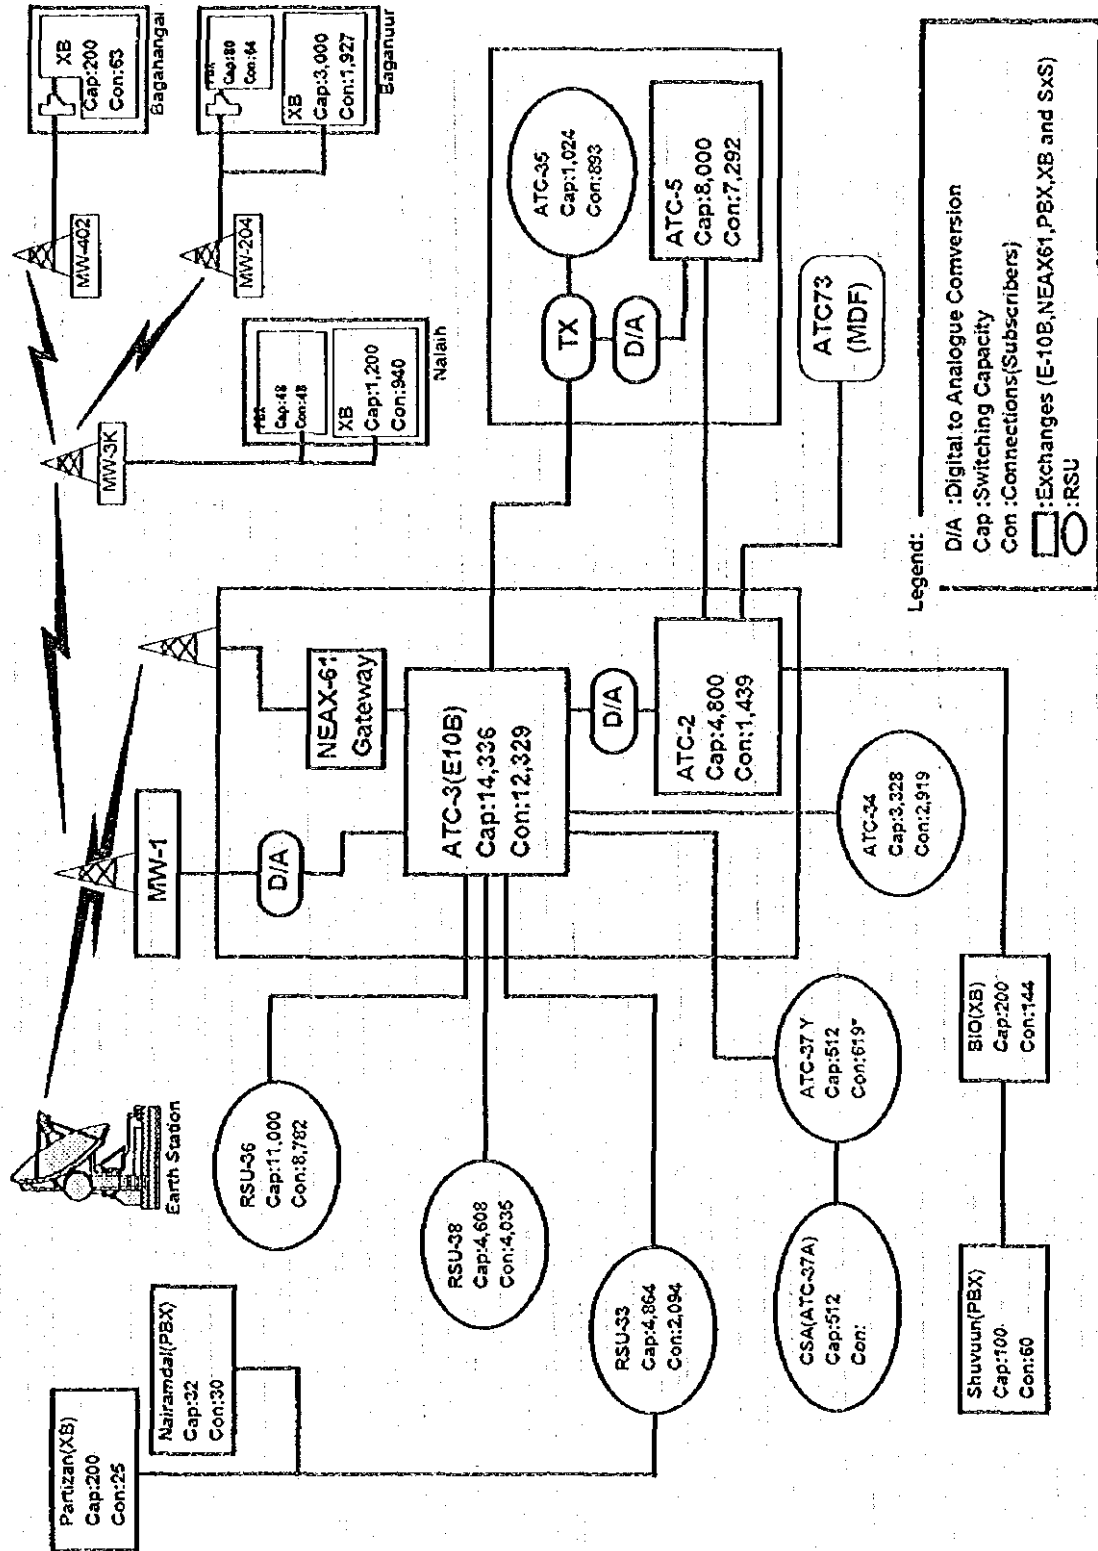 Partizan(XB)
Cap:200
Con:25
Nairamdal(PBX)
Cap:32
Con:30
Earth Station
RSU-36
Cap:11,000
Con:8,782
RSU-38
Cap:4,608
Con:4,035
RSU-33
Cap:4,864
Con:2,094
CSA(ATC-37A)
Cap:512
Con:
ATC-37Y
Cap:512
Con:619*
Shuvuun(PBX)
Cap:100
Con:60
BIO(XB)
Cap:200
Con:144
MW-1
D/A
NEAX-61
Gateway
ATC-3(E10B)
Cap:14,336
Con:12,329
D/A
ATC-2
Cap:4,800
Con:1,439
ATC-34
Cap:3,328
Con:2,919
MW-3K
PBX
Cap:48
Con:48
XB
Cap:1,200
Con:940
Nalaih
MW-402
XB
Cap:200
Con:63
Bagahangai
MW-204
PBX
Cap:80
Con:64
XB
Cap:3,000
Con:1,927
Baganuur
TX
D/A
ATC-35
Cap:1,024
Con:893
ATC-5
Cap:8,000
Con:7,292
ATC73
(MDF)
Legend:
D/A :Digital to Analogue Comversion
Cap :Switching Capacity
Con :Connections(Subscribers)
:Exchanges (E-10B,NEAX61,PBX,XB and SxS)
:RSU